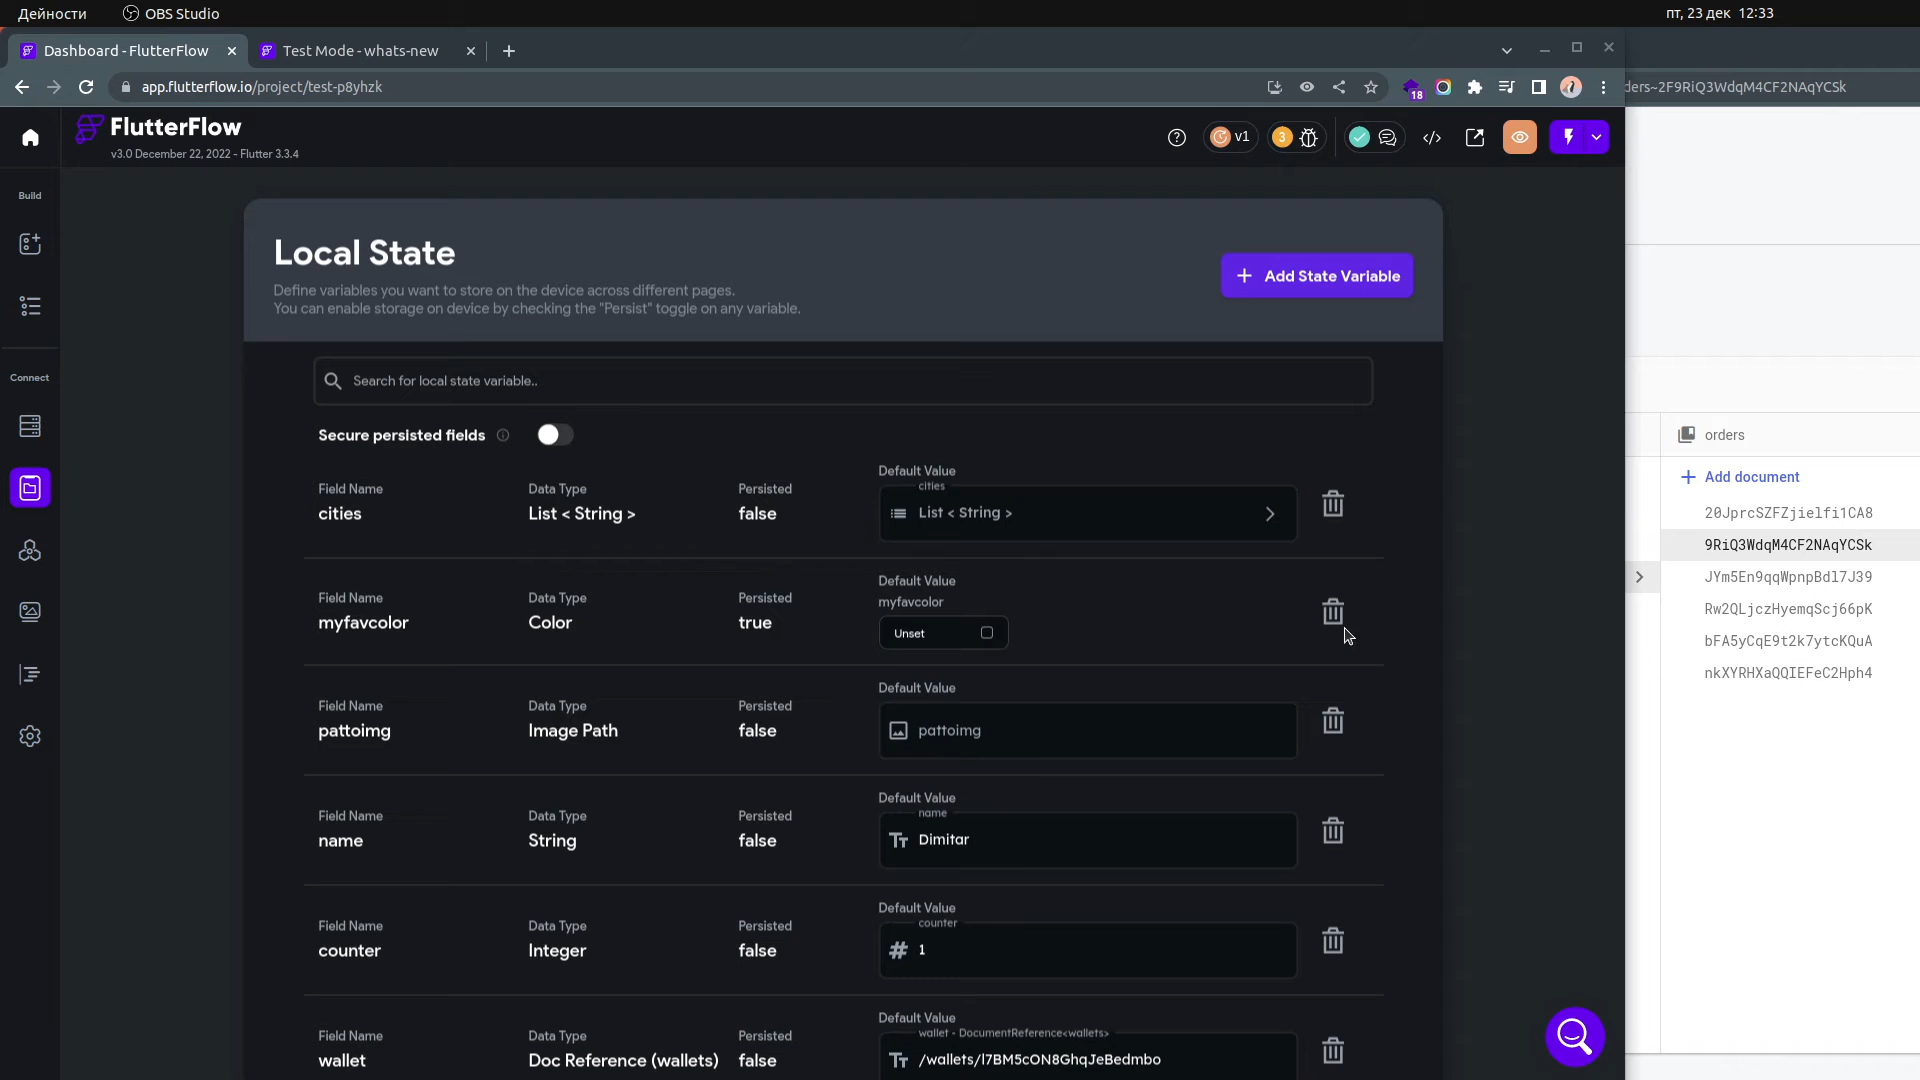 Дейности
OBS Studio
пт, 23 дек 12:33
Dashboard - FlutterFlow
Test Mode - whats-new
app.flutterflow.io/project/test-p8yhzk
18
ders~2F9RiQ3WdqM4CF2NAqYCSk
FlutterFlow
v3.0 December 22, 2022 - Flutter 3.3.4
v1
3
Build
Connect
Local State
Define variables you want to store on the device across different pages.
You can enable storage on device by checking the "Persist" toggle on any variable.
+ Add State Variable
Search for local state variable..
Secure persisted fields
Field Name
cities
Data Type
List < String >
Persisted
false
Default Value
cities
List < String >
Field Name
myfavcolor
Data Type
Color
Persisted
true
Default Value
myfavcolor
Unset
Field Name
pattoimg
Data Type
Image Path
Persisted
false
Default Value
pattoimg
Field Name
name
Data Type
String
Persisted
false
Default Value
name
Tт Dimitar
Field Name
counter
Data Type
Integer
Persisted
false
Default Value
counter
# 1
Field Name
wallet
Data Type
Doc Reference (wallets)
Persisted
false
Default Value
wallet - DocumentReference<wallets>
Tт /wallets/l7BM5cON8GhqJeBedmbo
orders
+ Add document
20JprcSZFZjielfi1CA8
9RiQ3WdqM4CF2NAqYCSk
JYm5En9qqWpnpBdl7J39
Rw2QLjczHyemqScj66pK
bFA5yCqE9t2k7ytcKQuA
nkXYRHXaQQIEFeC2Hph4